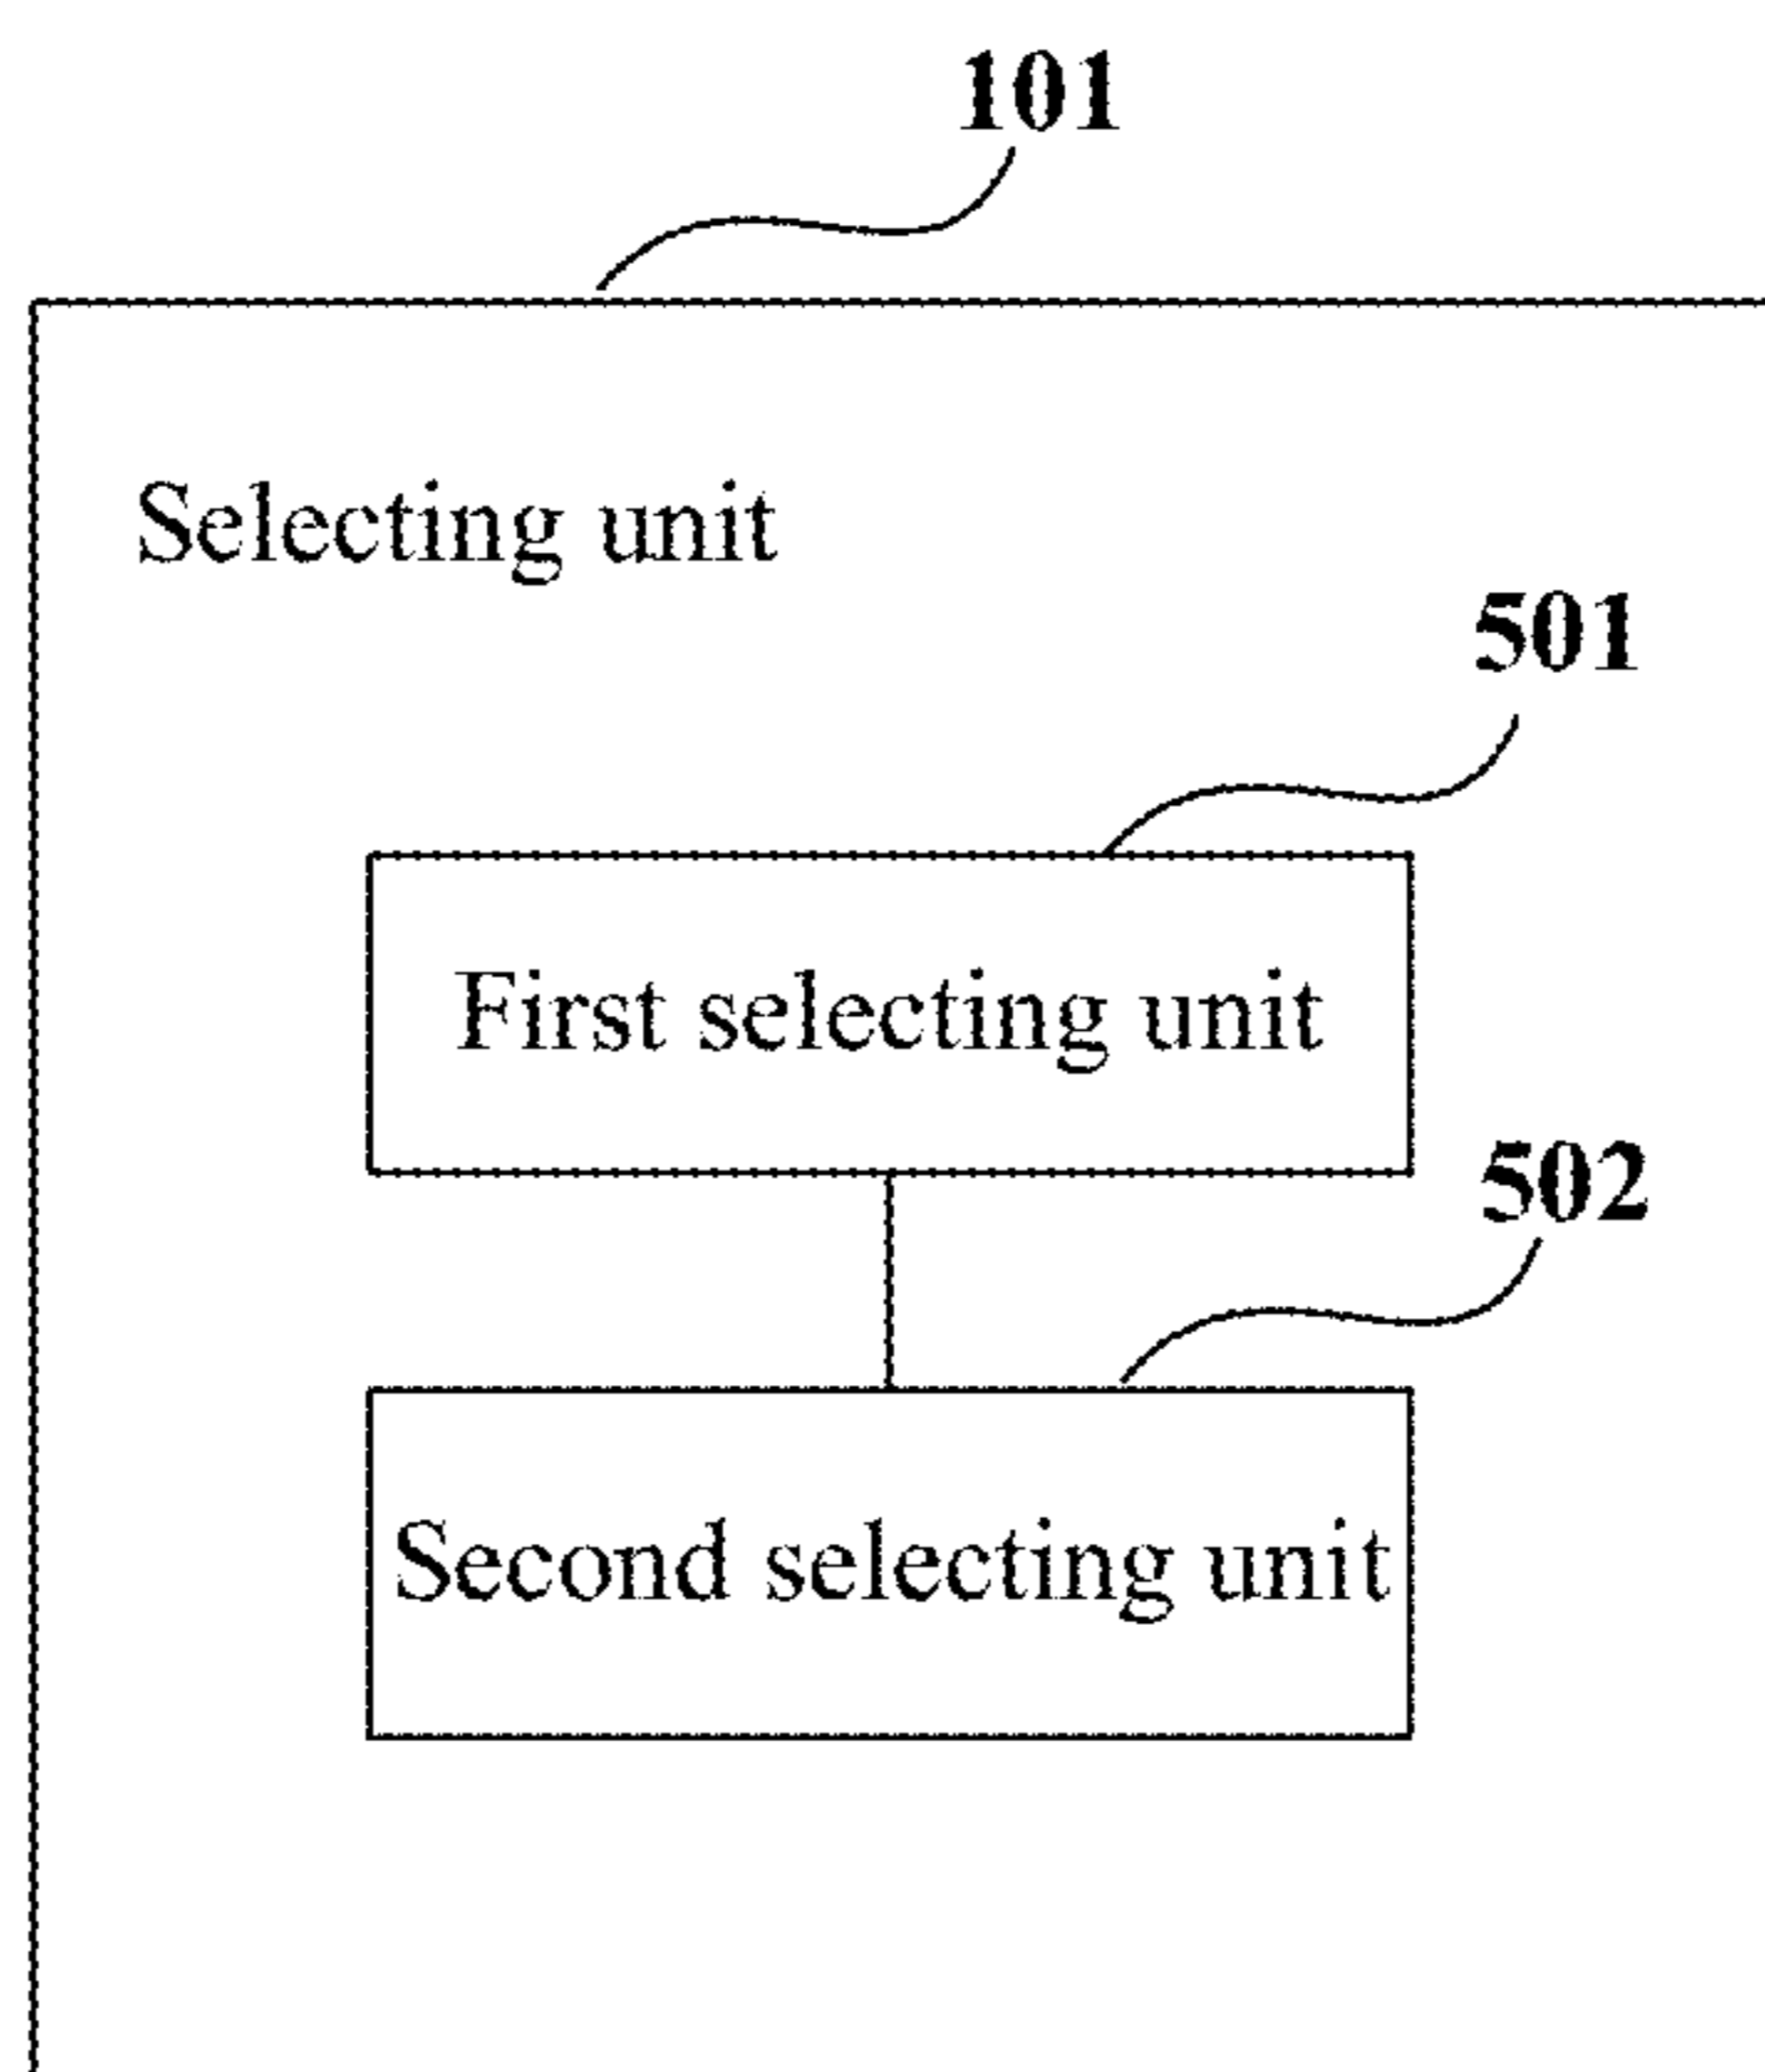 101
Selecting unit
501
First selecting unit
502
Second selecting unit